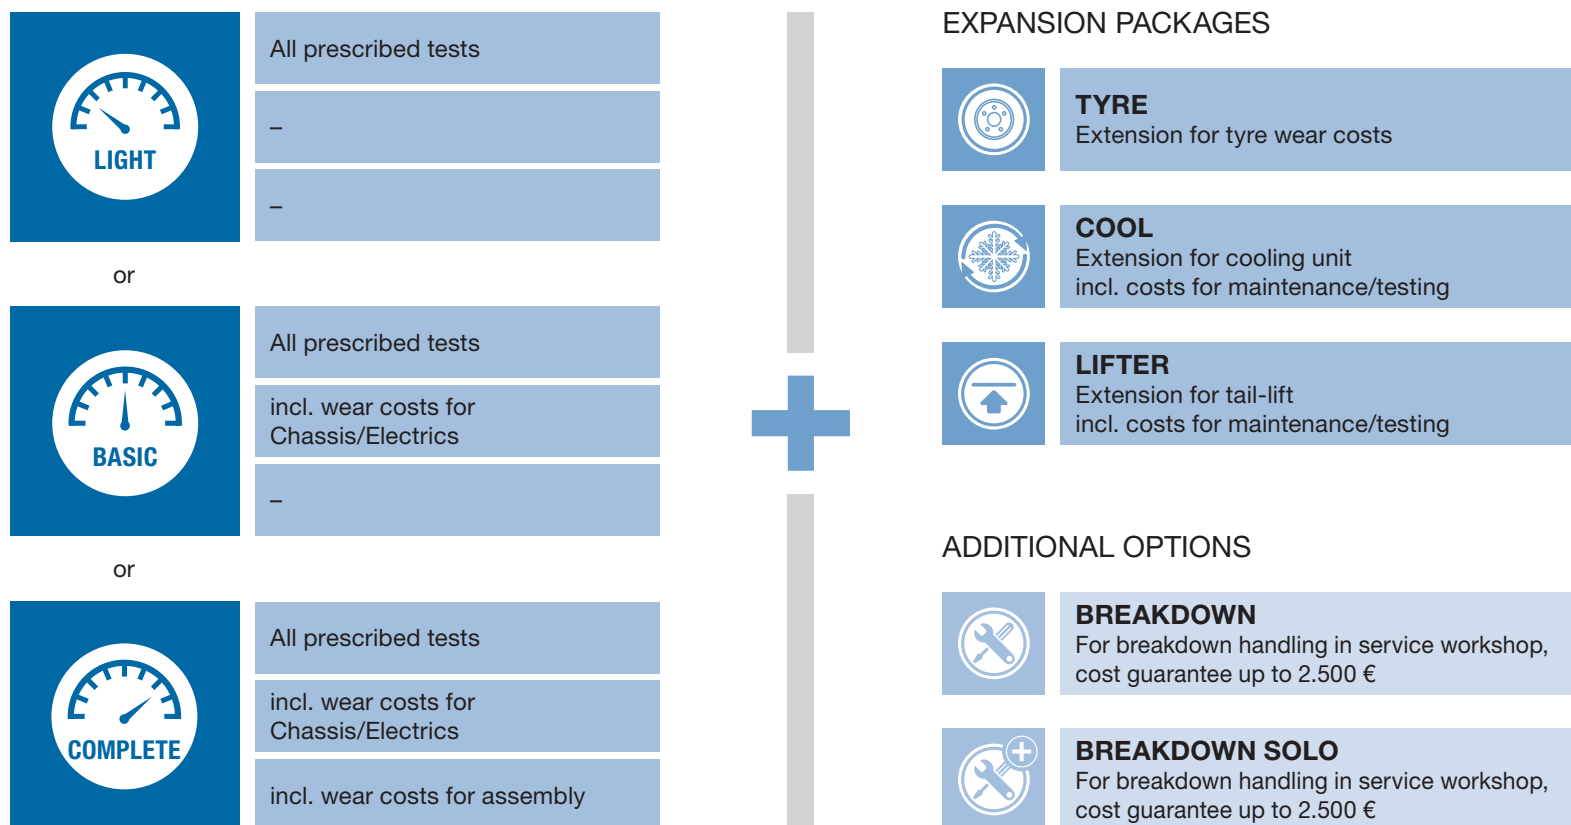 LIGHT
All prescribed tests
–
–
or
BASIC
All prescribed tests
incl. wear costs for
Chassis/Electrics
–
or
COMPLETE
All prescribed tests
incl. wear costs for
Chassis/Electrics
incl. wear costs for assembly
EXPANSION PACKAGES
TYRE
Extension for tyre wear costs
COOL
Extension for cooling unit
incl. costs for maintenance/testing
LIFTER
Extension for tail-lift
incl. costs for maintenance/testing
ADDITIONAL OPTIONS
BREAKDOWN
For breakdown handling in service workshop,
cost guarantee up to 2.500 €
BREAKDOWN SOLO
For breakdown handling in service workshop,
cost guarantee up to 2.500 €